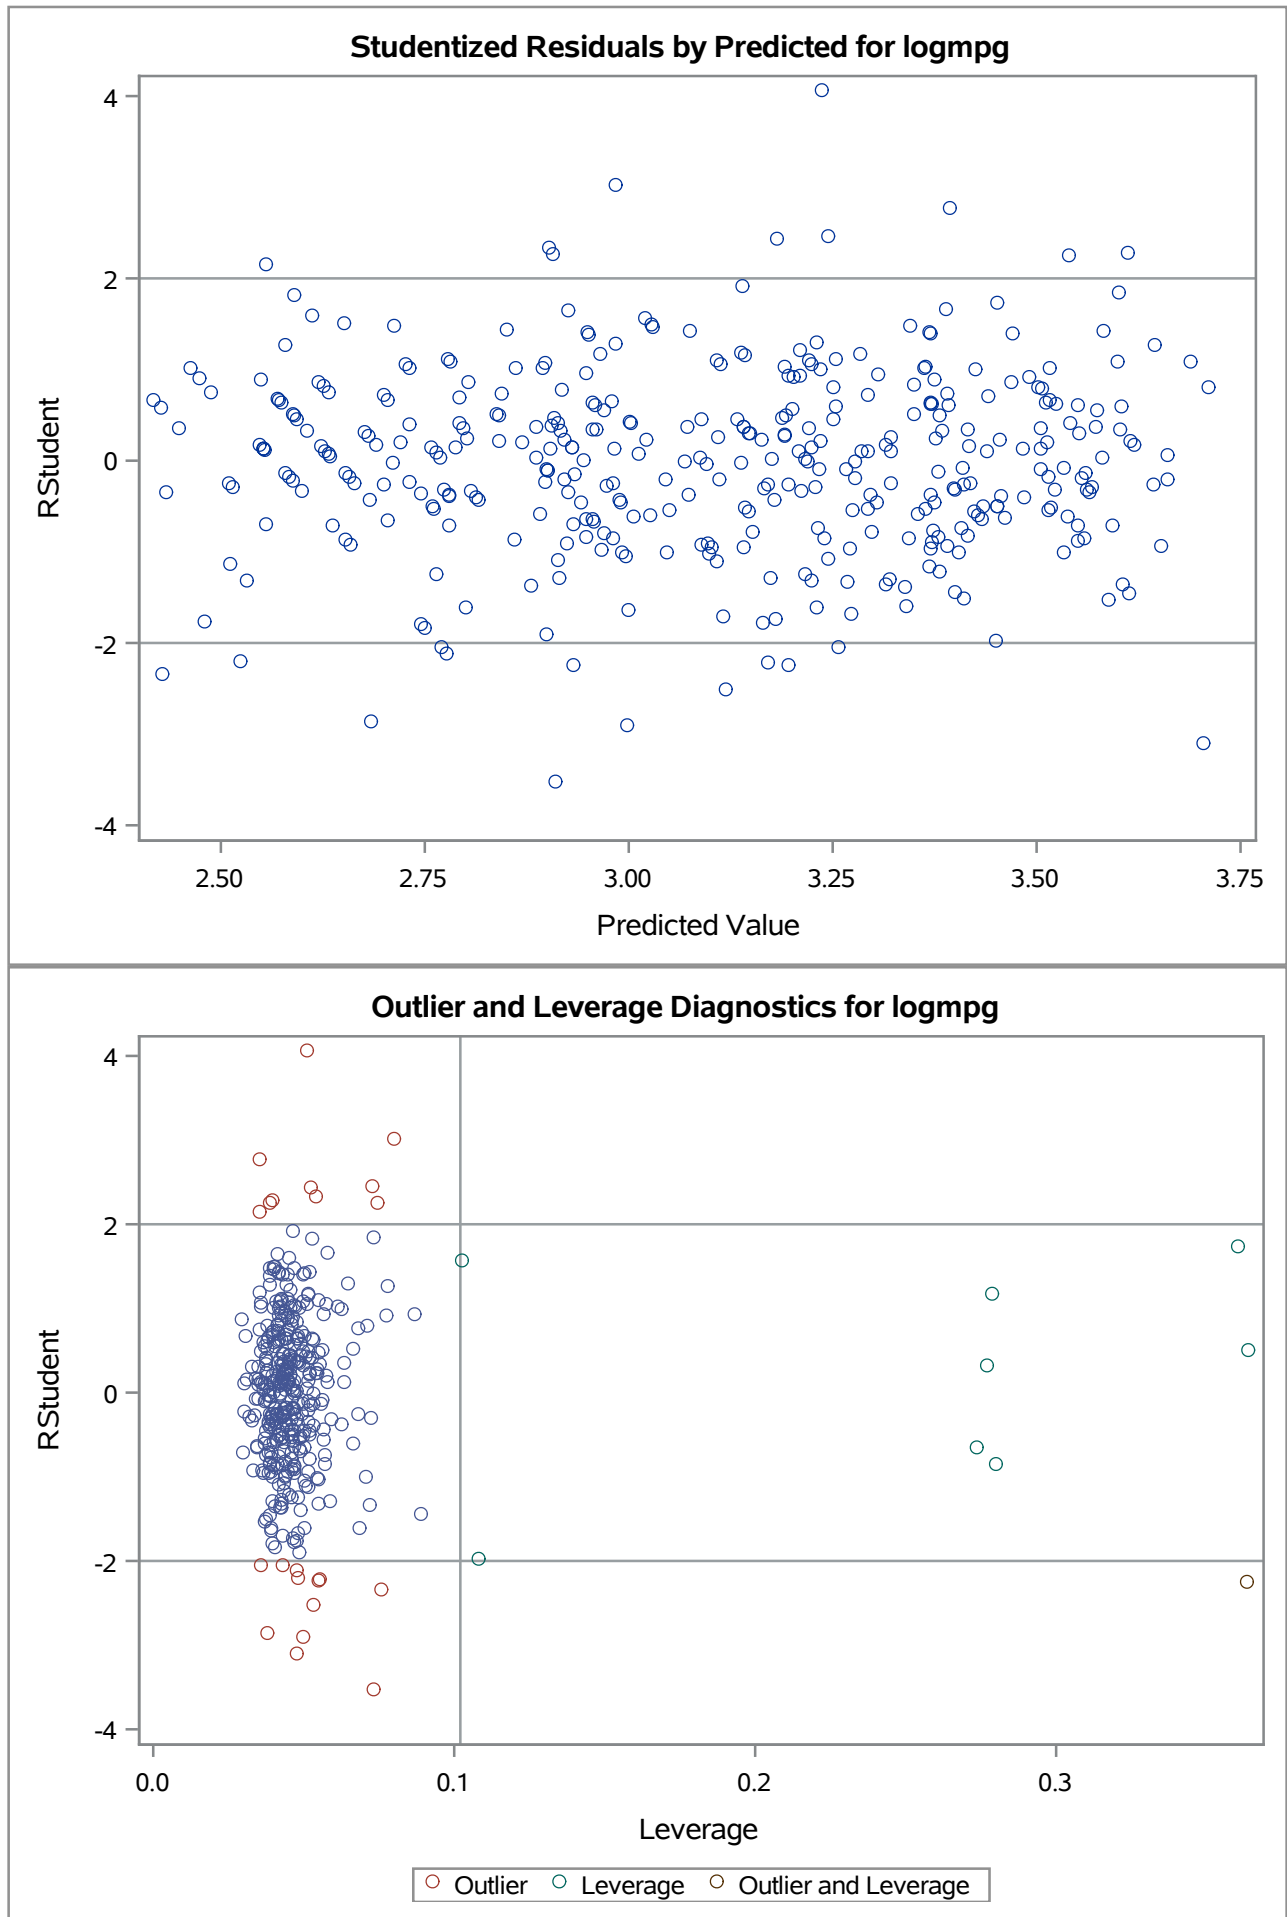 Studentized Residuals by Predicted for logmpg
4
2
0
-2
-4
RStudent
2.50 2.75 3.00 3.25 3.50 3.75
Predicted Value
Outlier and Leverage Diagnostics for logmpg
4
2
0
-2
-4
RStudent
0.0 0.1 0.2 0.3
Leverage
Outlier Leverage Outlier and Leverage